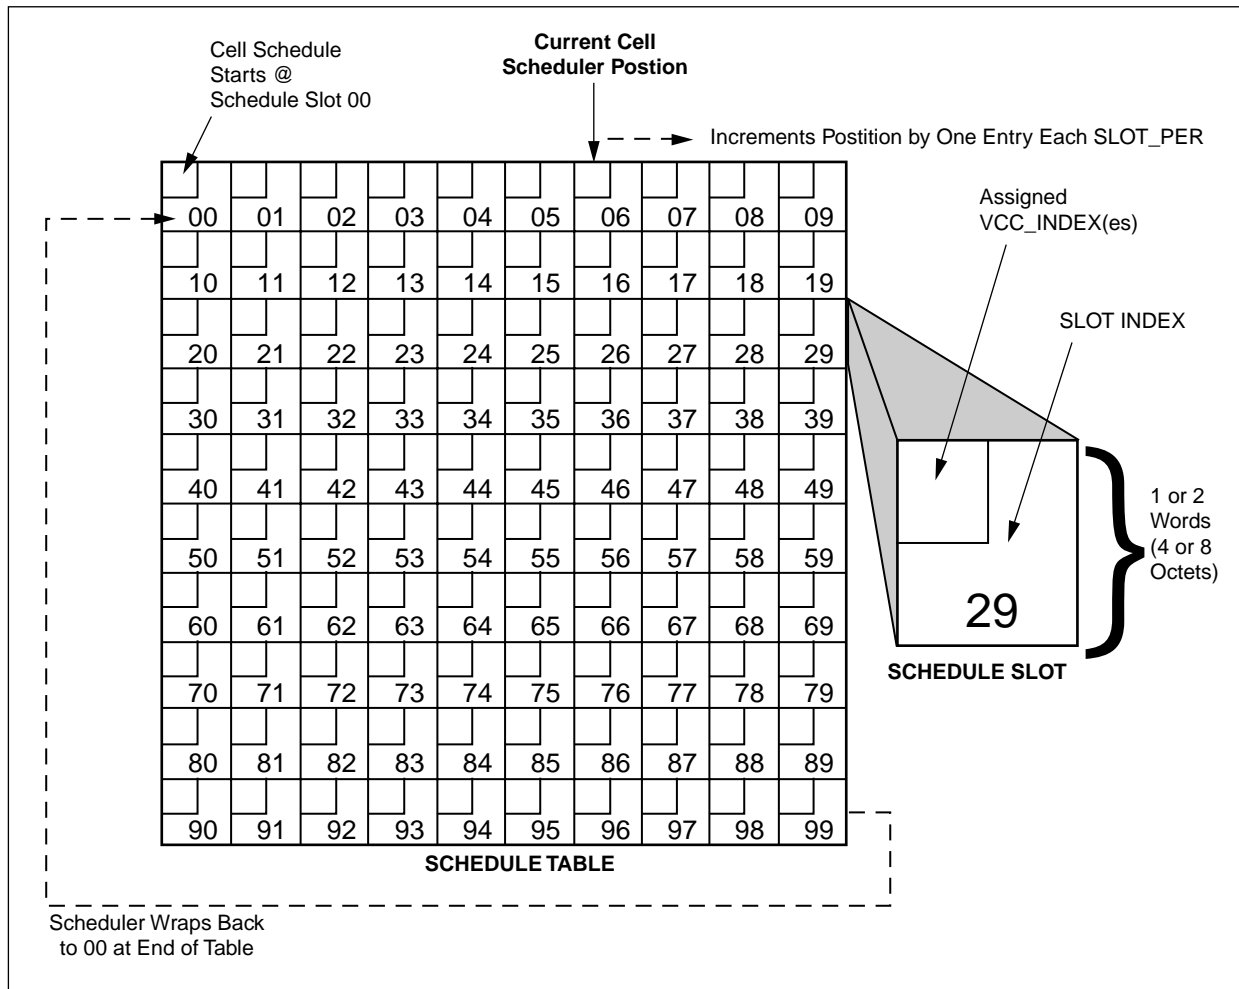 Cell Schedule
Starts @
Schedule Slot 00
Current Cell
Scheduler Postion
Increments Postition by One Entry Each SLOT_PER
00 01 02 03 04 05 06 07 08 09
10 11 12 13 14 15 16 17 18 19
20 21 22 23 24 25 26 27 28 29
30 31 32 33 34 35 36 37 38 39
40 41 42 43 44 45 46 47 48 49
50 51 52 53 54 55 56 57 58 59
60 61 62 63 64 65 66 67 68 69
70 71 72 73 74 75 76 77 78 79
80 81 82 83 84 85 86 87 88 89
90 91 92 93 94 95 96 97 98 99
SCHEDULE TABLE
Assigned
VCC_INDEX(es)
SLOT INDEX
29
1 or 2
Words
(4 or 8
Octets)
SCHEDULE SLOT
Scheduler Wraps Back
to 00 at End of Table